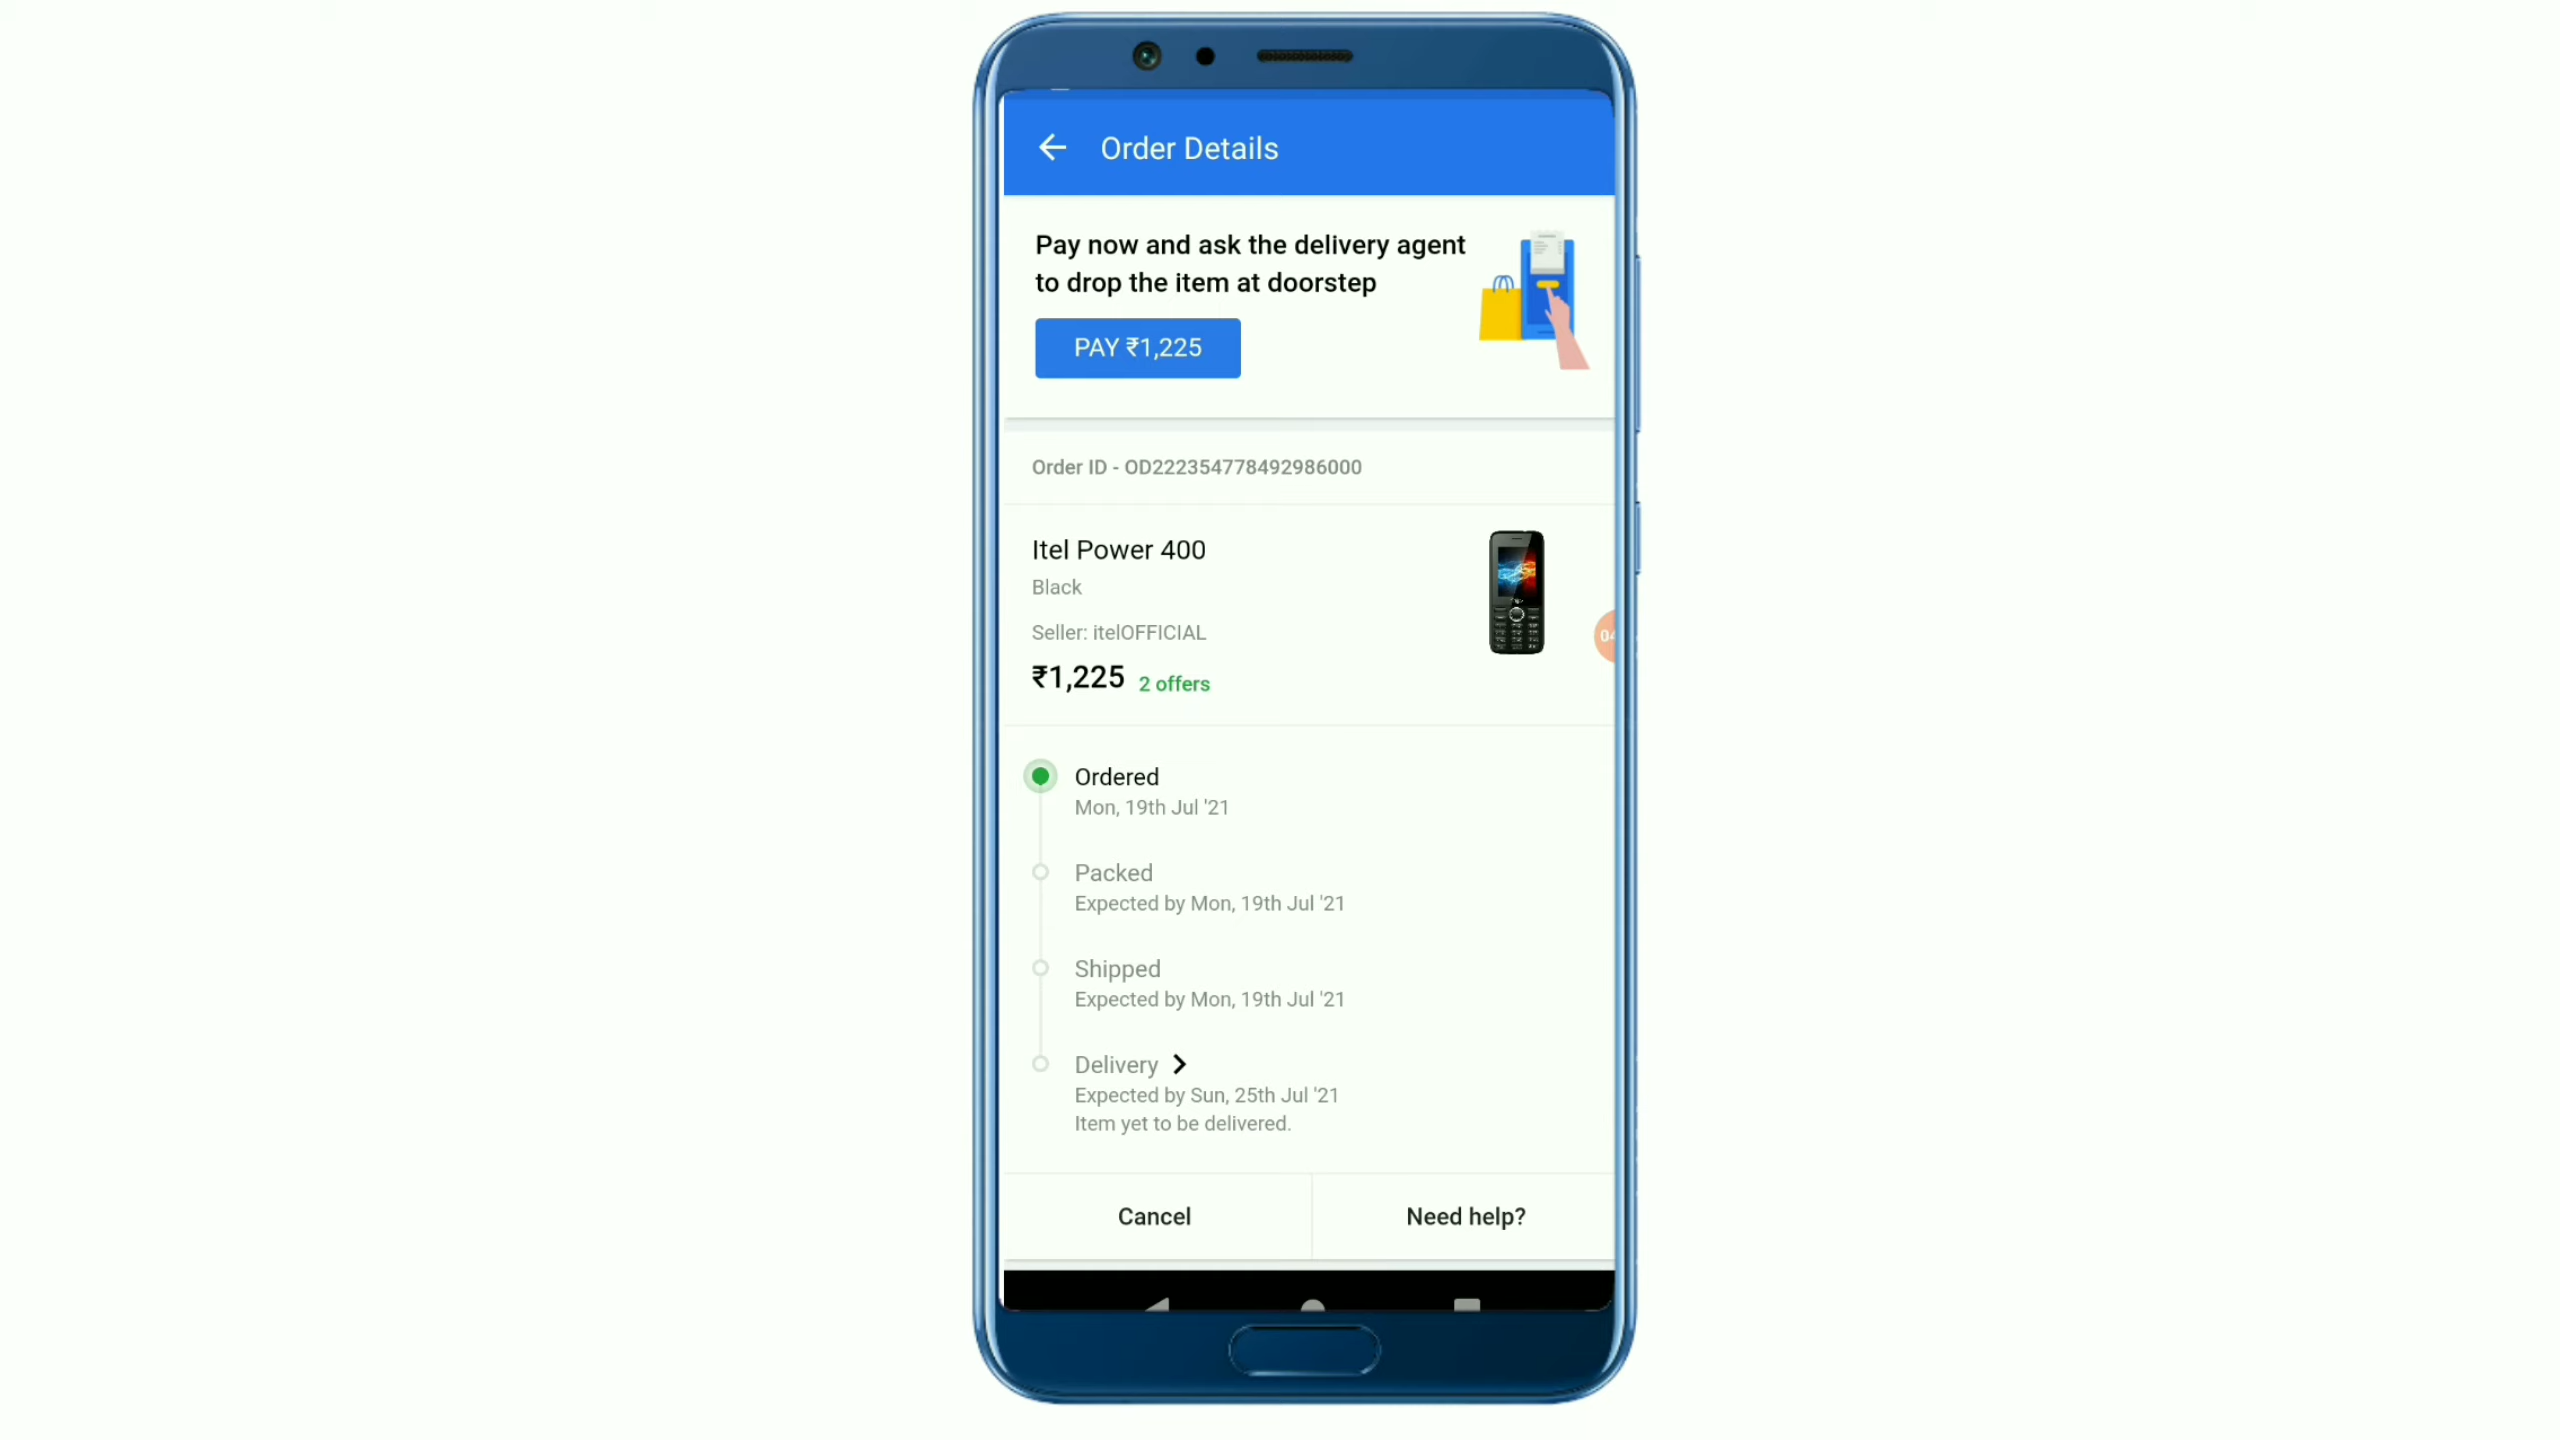 Order Details
Pay now and ask the delivery agent
to drop the item at doorstep
PAY ₹1,225
Order ID - OD222354778492986000
Itel Power 400
Black
Seller: itelOFFICIAL
₹1,225 2 offers
04
Ordered
Mon, 19th Jul '21
Packed
Expected by Mon, 19th Jul '21
Shipped
Expected by Mon, 19th Jul '21
Delivery
Expected by Sun, 25th Jul '21
Item yet to be delivered.
Cancel
Need help?